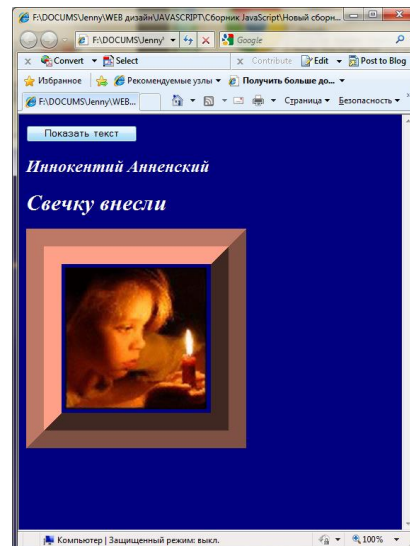 F:\DOCUMS\Jenny\WEB дизайн\JAVASCRIPT\Сборник JavaScript\Новый сборн...
F:\DOCUMS\Jenny' Google
x Convert Select x Contribute Edit Post to Blog
Избранное Рекомендуемые узлы Получить больше до...
F:\DOCUMS\Jenny\WEB... Страница Безопасность »
Показать текст
Иннокентий Анненский
Свечку внесли
Компьютер | Защищенный режим: выкл. 100%